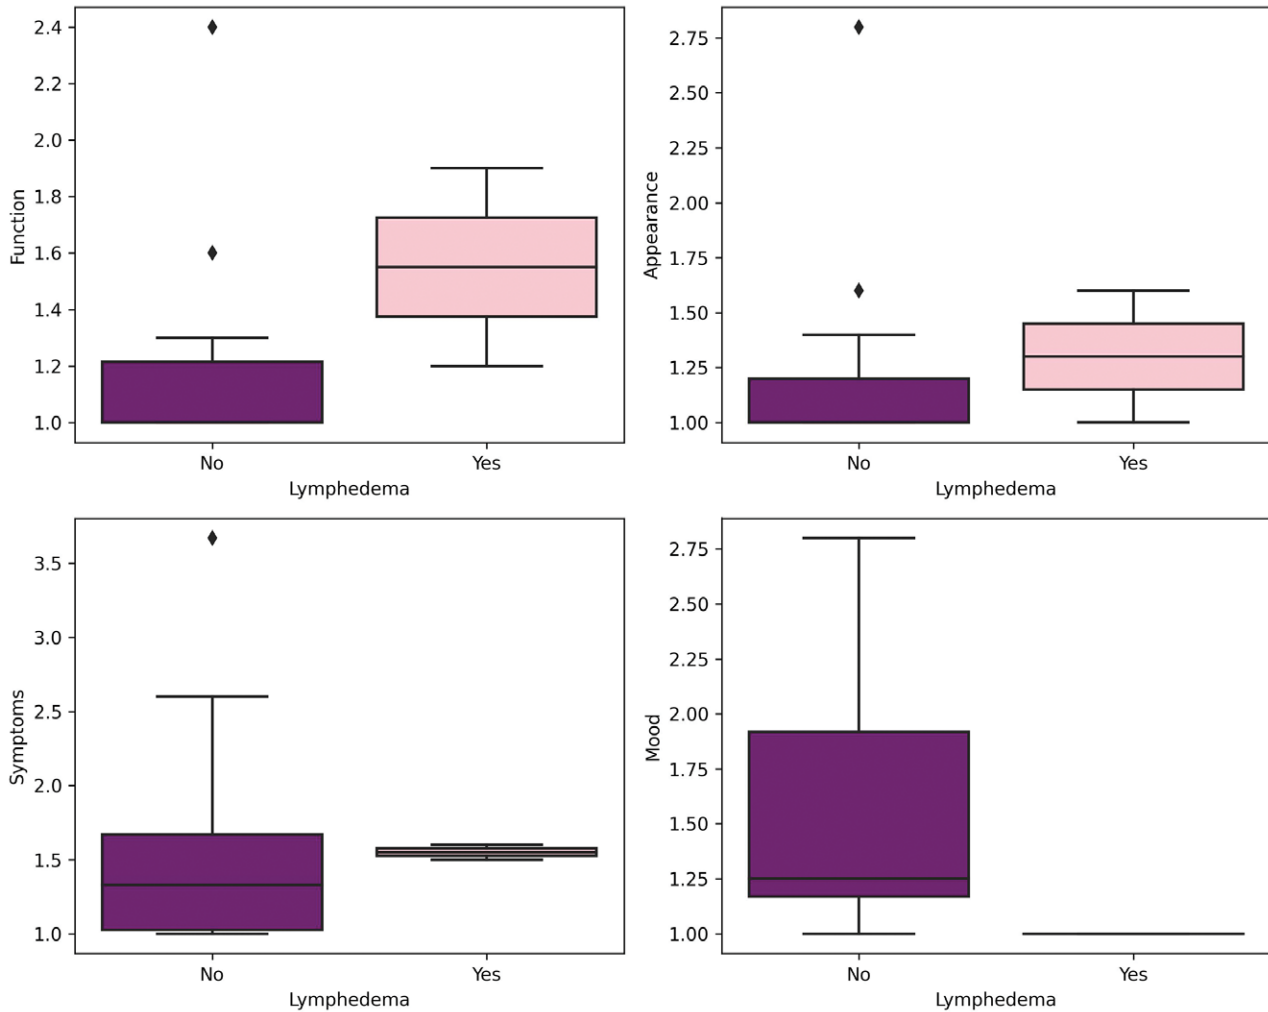 2.4
2.2
2.0
1.8
1.6
1.4
1.2
1.0
Function
No
Yes
Lymphedema
2.75
2.50
2.25
2.00
1.75
1.50
1.25
1.00
Appearance
No
Yes
Lymphedema
3.5
3.0
2.5
2.0
1.5
1.0
Symptoms
No
Yes
Lymphedema
2.75
2.50
2.25
2.00
1.75
1.50
1.25
1.00
Mood
No
Yes
Lymphedema